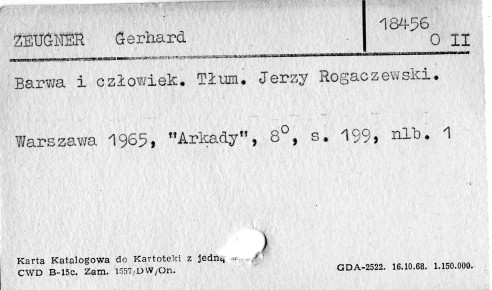 ZEUGNER Gerhard
18456
O II
Barwa i człowiek. Tłum. Jerzy Rogaczewski.
Warszawa 1965, "Arkady", 8°, s. 199, nlb. 1
Karta Katalogowa do Kartoteki z jedną
CWD B-15c. Zam. 1557/DW/On.
GDA-2522. 16.10.68. 1.150.000.